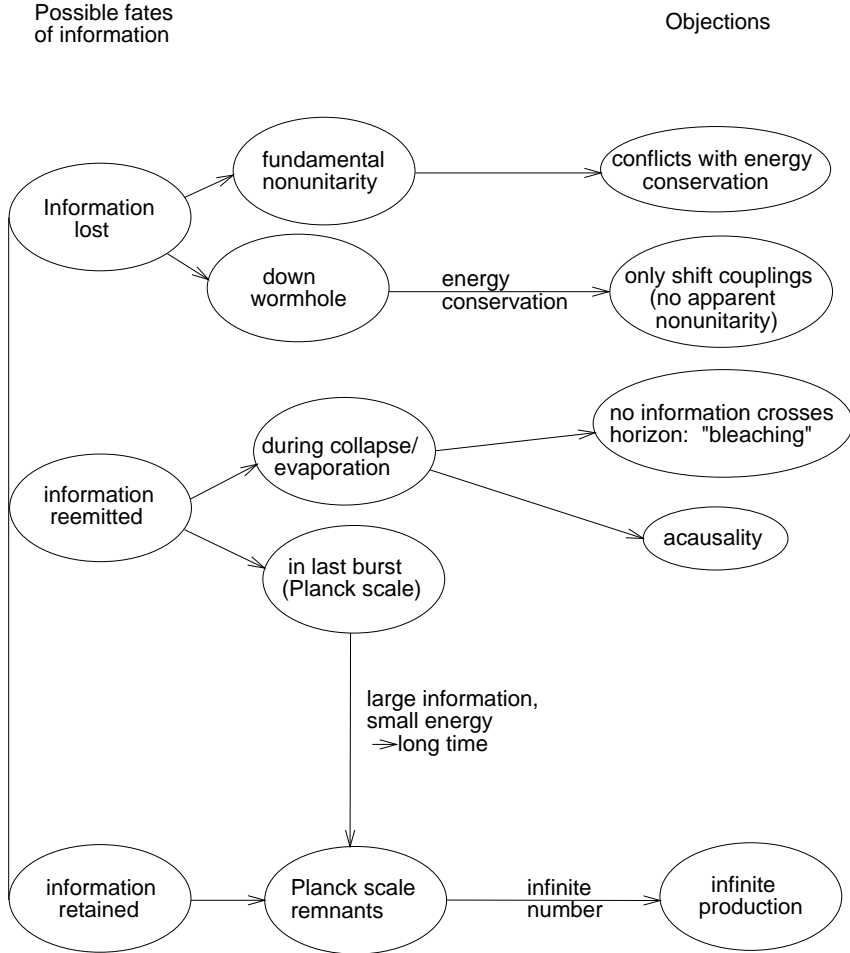 Possible fates
of information
Objections
fundamental
nonunitarity
conflicts with energy
conservation
Information
lost
down
wormhole
energy
conservation
only shift couplings
(no apparent
nonunitarity)
no information crosses
horizon: "bleaching"
during collapse/
evaporation
information
reemitted
acausality
in last burst
(Planck scale)
large information,
small energy
→long time
information
retained
Planck scale
remnants
infinite
number
infinite
production